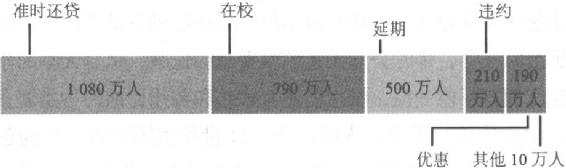 准时还贷 在校 延期 违约
1 080 万人 790 万人 500 万人 210 万人 190 万人
优惠 其他 10 万人